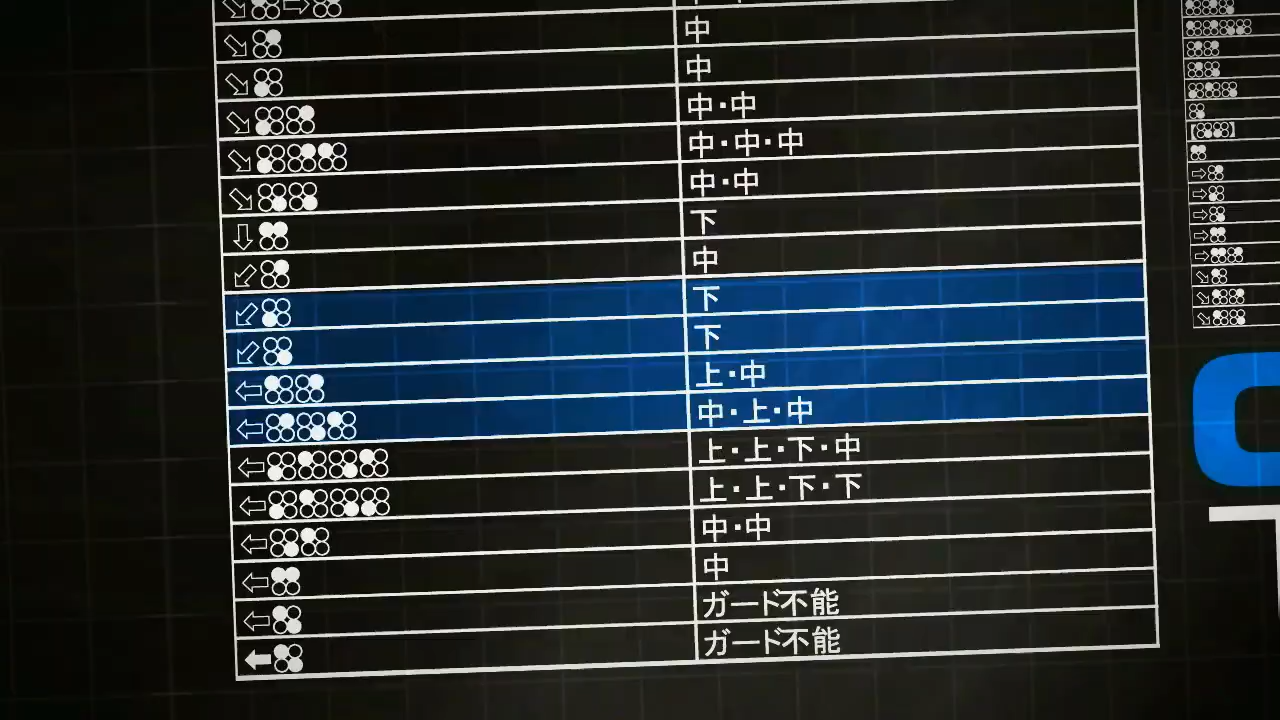 中
中
中・中
中・中・中
中・中
下
中
下
下
上・中
中・上・中
上・上・下・中
上・上・下・下
中・中
中
ガード不能
ガード不能